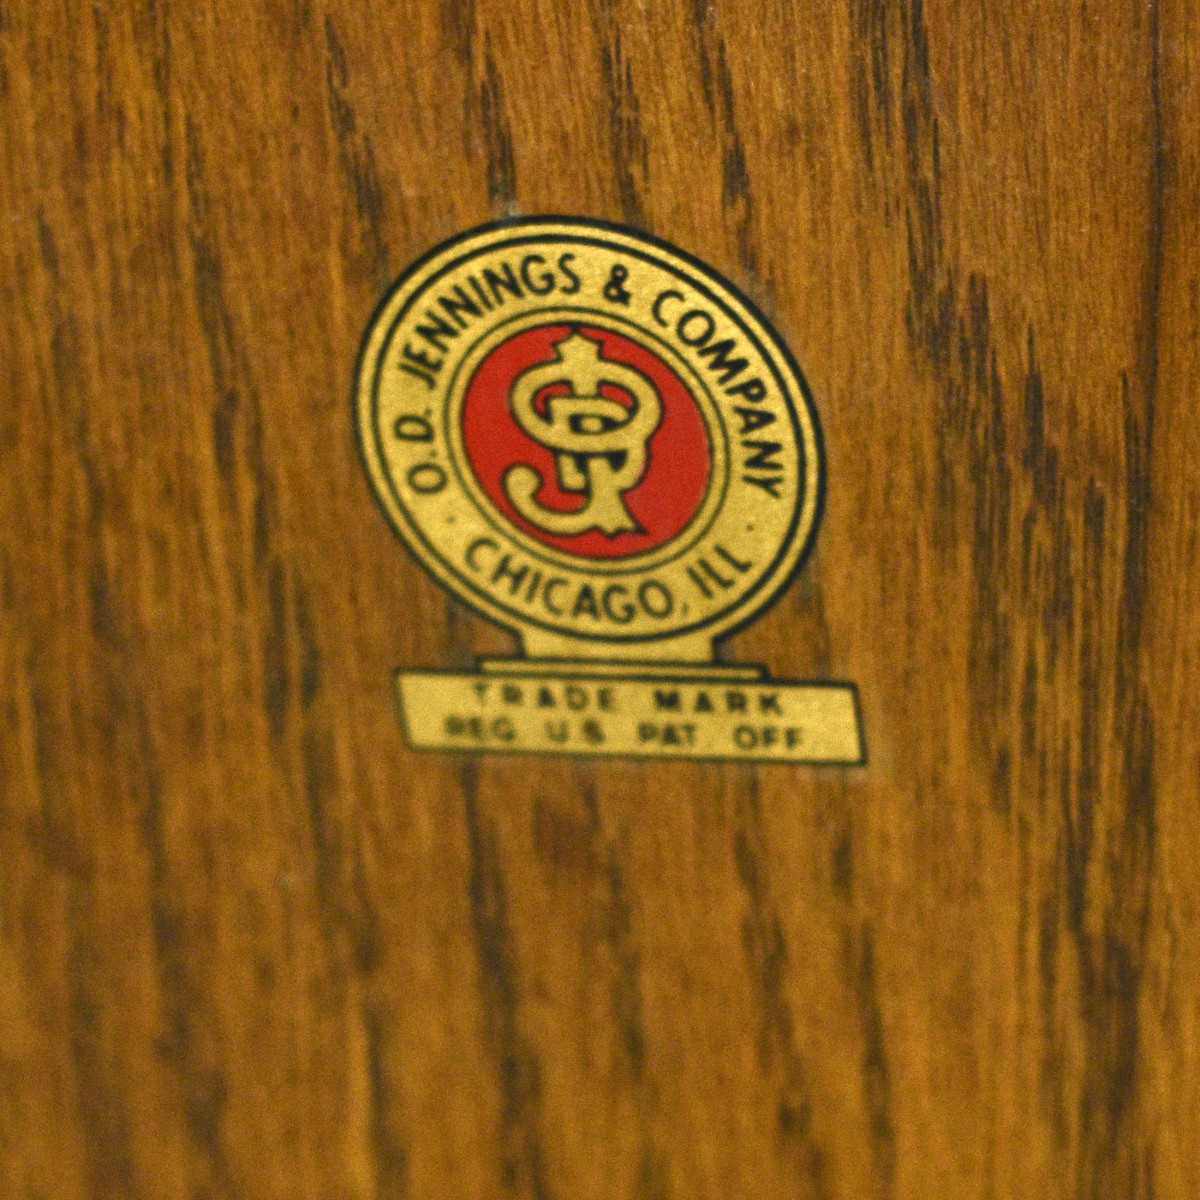 O.D. JENNINGS & COMPANY
· CHICAGO, ILL ·
TRADE MARK
REG. U.S. PAT. OFF